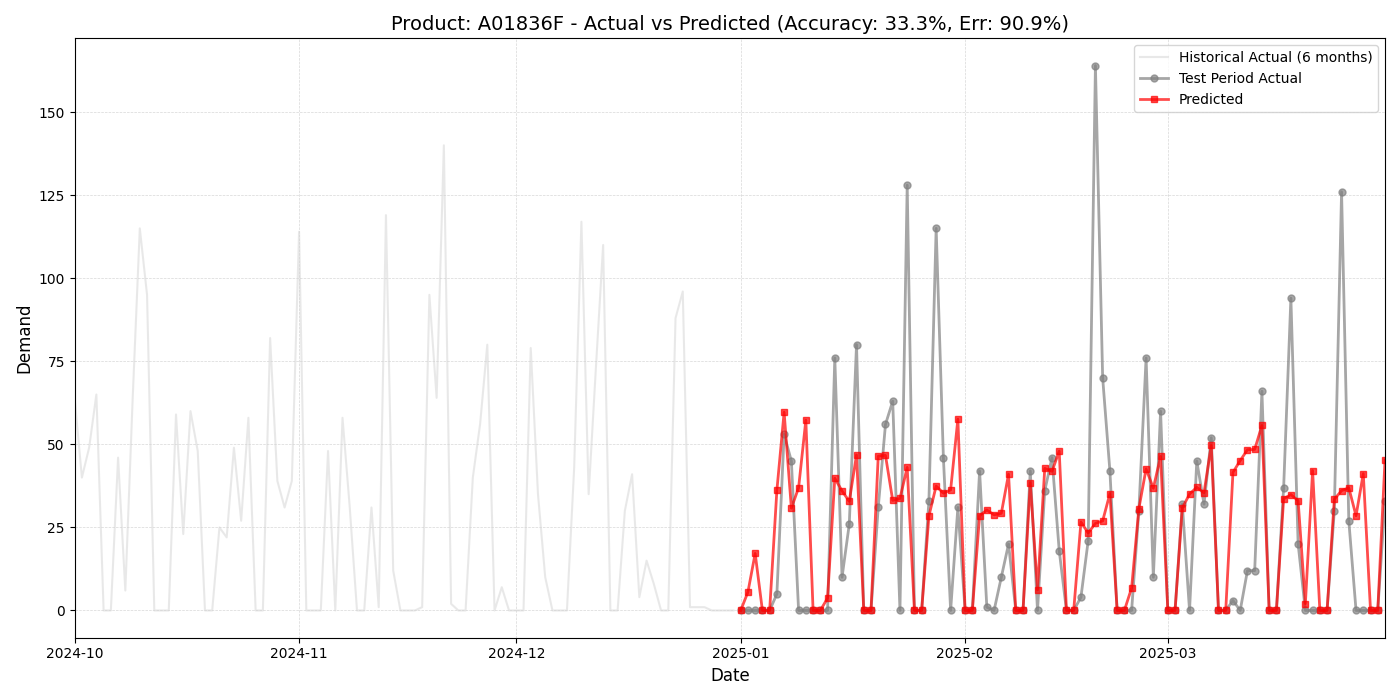 Product: A01836F - Actual vs Predicted (Accuracy: 33.3%, Err: 90.9%)
Historical Actual (6 months)
Test Period Actual
Predicted
150
125
100
75
50
25
0
Demand
2024-10
2024-11
2024-12
2025-01
2025-02
2025-03
Date